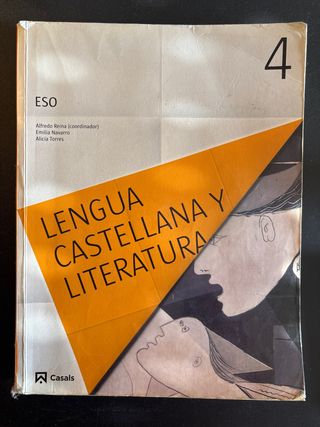 4
ESO
Alfredo Reina (coordinador)
Emilia Navarro
Alicia Torres
LENGUA
CASTELLANA Y
LITERATURA
Casals